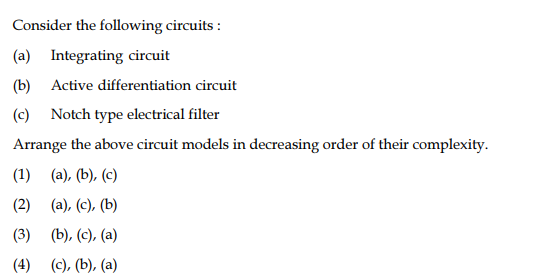 Consider the following circuits :
(a) Integrating circuit
(b) Active differentiation circuit
(c) Notch type electrical filter
Arrange the above circuit models in decreasing order of their complexity.
(1) (a), (b), (c)
(2) (a), (c), (b)
(3) (b), (c), (a)
(4) (c), (b), (a)